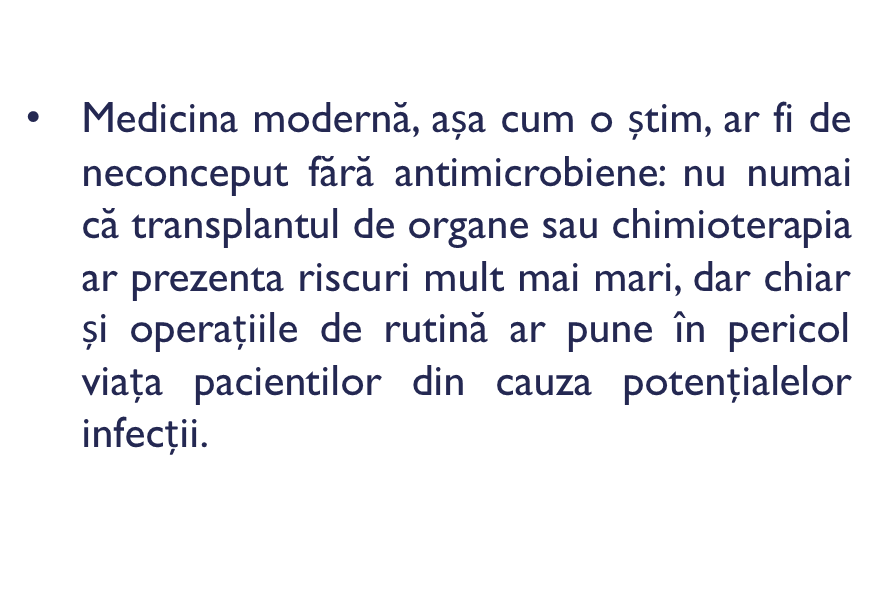 • Medicina modernă, așa cum o știm, ar fi de
neconceput fără antimicrobiene: nu numai
că transplantul de organe sau chimioterapia
ar prezenta riscuri mult mai mari, dar chiar
și operațiile de rutină ar pune în pericol
viața pacientilor din cauza potențialelor
infecții.